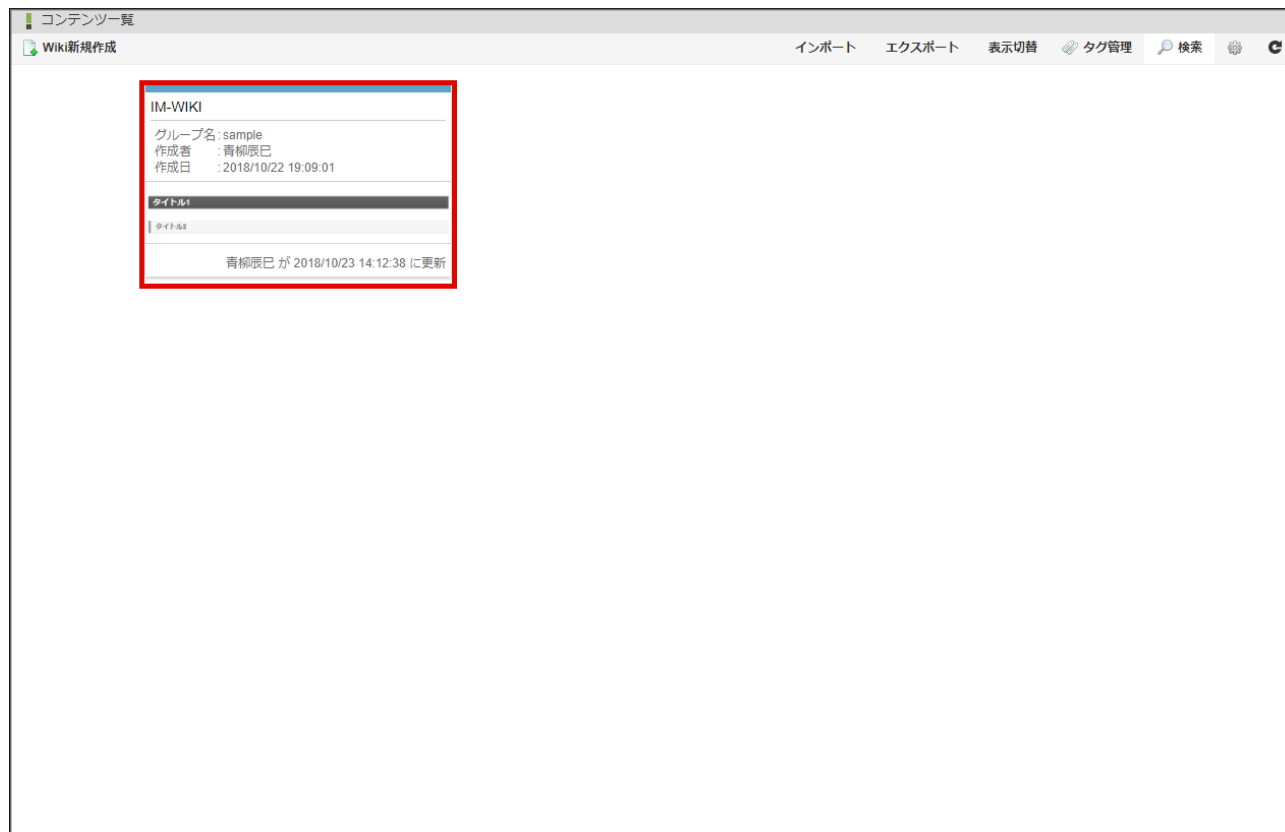 コンテンツ一覧
Wiki新規作成 インポート エクスポート 表示切替 タグ管理 検索
IM-WIKI
グループ名 : sample
作成者 : 青柳辰巳
作成日 : 2018/10/22 19:09:01
タイトル1
タイトル2
青柳辰巳 が 2018/10/23 14:12:38 に更新